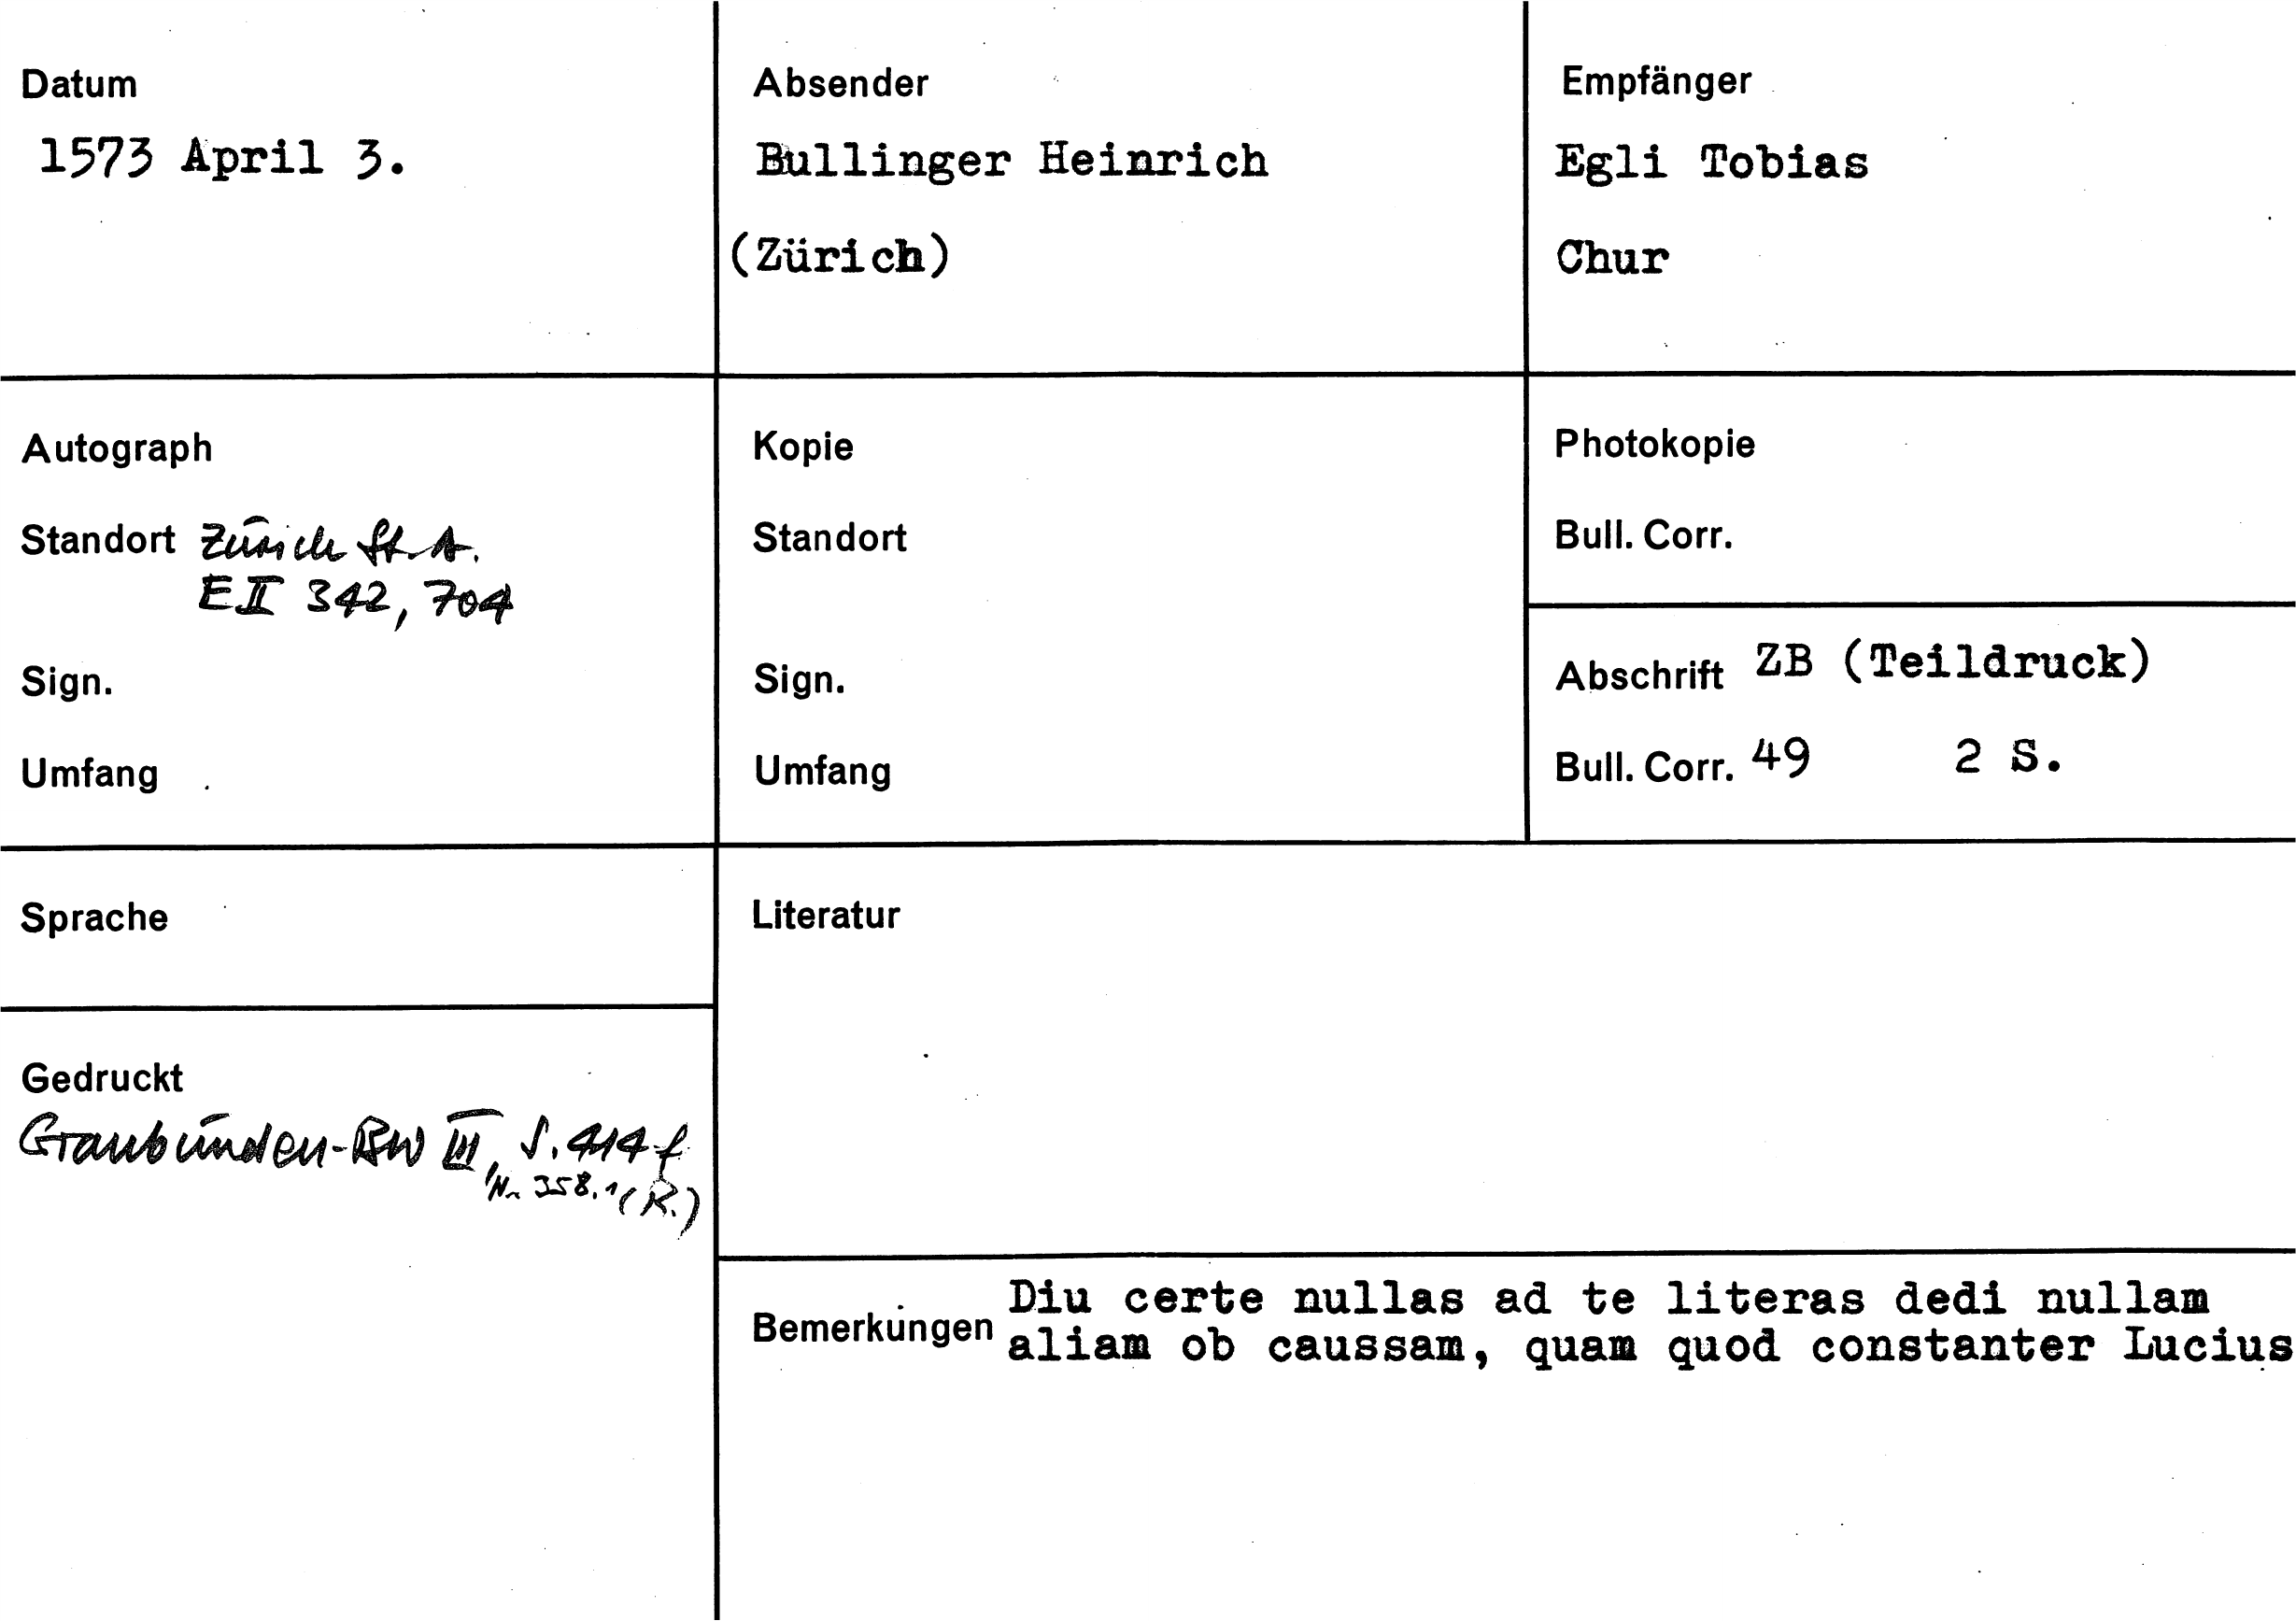 Datum
1573 April 3.
Absender
Bullinger Heinrich
(Zürich)
Empfänger
Egli Tobias
Chur
Autograph
Standort Zürich St.A.
E II 342, 704
Sign.
Umfang
Kopie
Standort
Sign.
Umfang
Photokopie
Bull. Corr.
Abschrift ZB (Teildruck)
Bull. Corr. 49 2 S.
Sprache
Gedruckt
Graubünden-BW III, S. 414 f
Nr. 358.1 (R.)
Literatur
Bemerkungen
Diu certe nullas ad te literas dedi nullam
aliam ob caussam, quam quod constanter Lucius